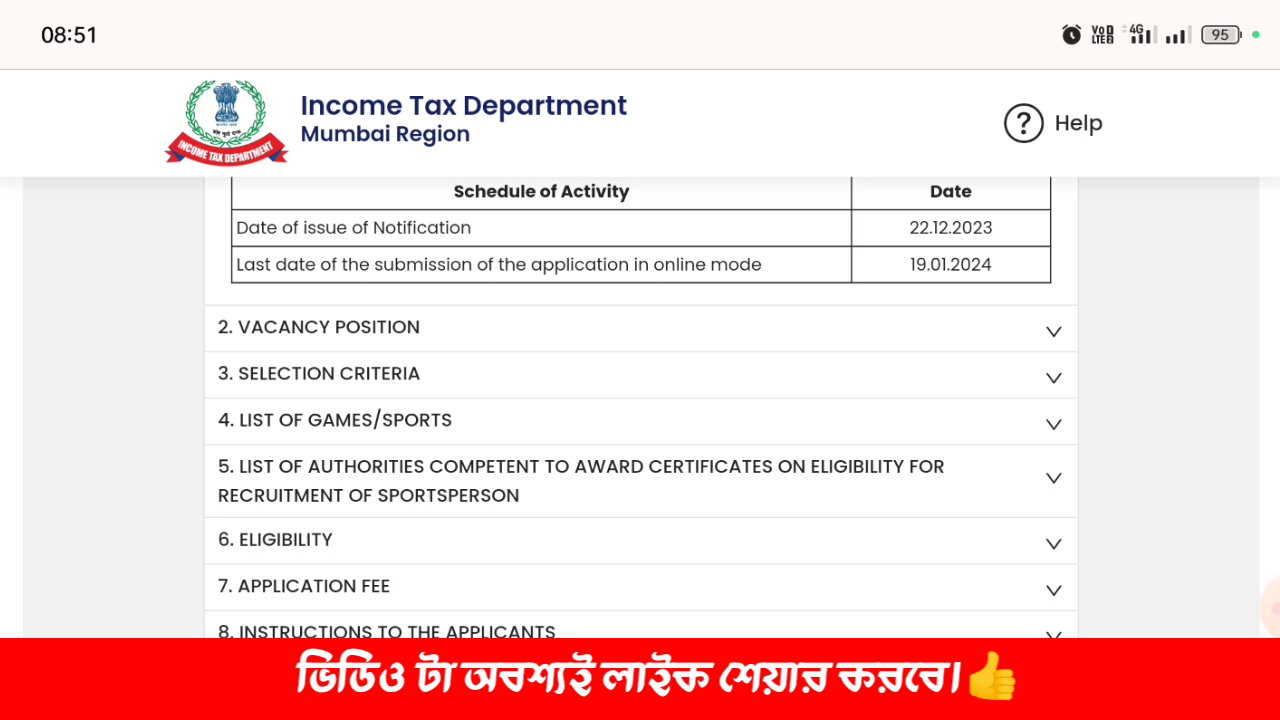 08:51
Vo D
LTE 2
4G
95
Income Tax Department
Mumbai Region
INCOME TAX DEPARTMENT
? Help
Schedule of Activity Date
Date of issue of Notification 22.12.2023
Last date of the submission of the application in online mode 19.01.2024
2. VACANCY POSITION
3. SELECTION CRITERIA
4. LIST OF GAMES/SPORTS
5. LIST OF AUTHORITIES COMPETENT TO AWARD CERTIFICATES ON ELIGIBILITY FOR
RECRUITMENT OF SPORTSPERSON
6. ELIGIBILITY
7. APPLICATION FEE
8. INSTRUCTIONS TO THE APPLICANTS
ভিডিও টা অবশ্যই লাইক শেয়ার করবে।👍